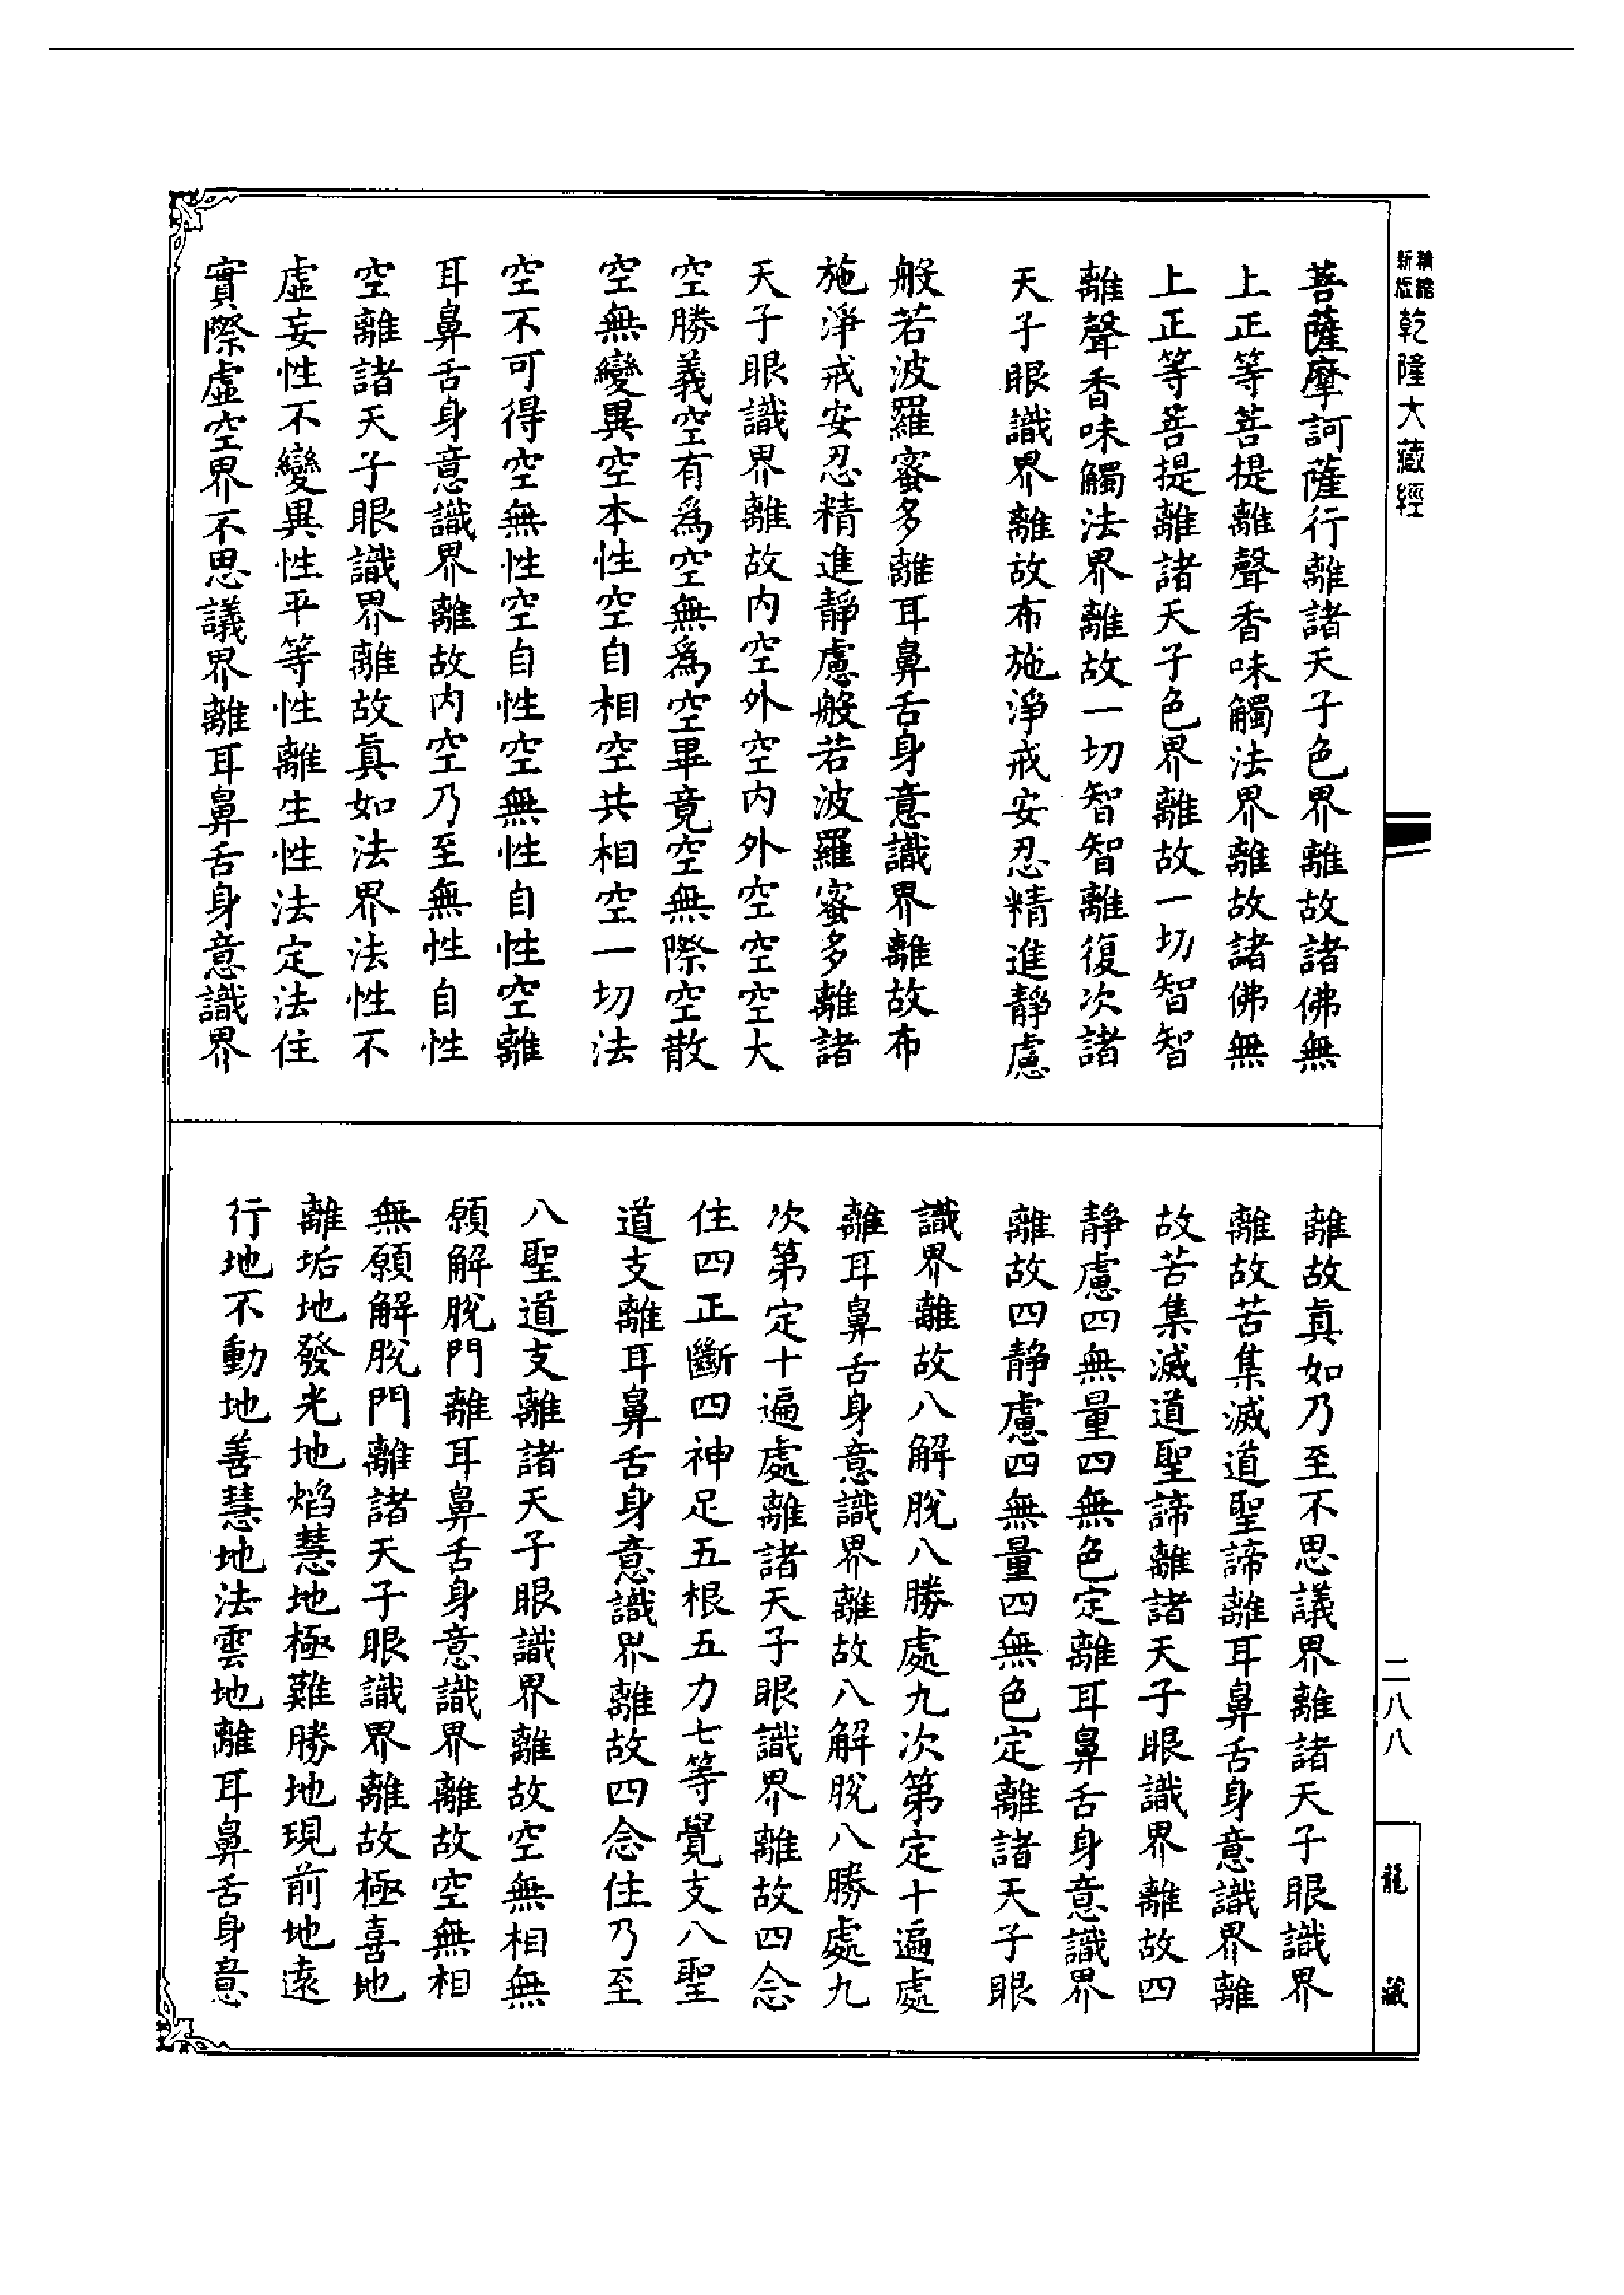 新編縮版乾隆大藏經
菩薩摩訶薩行離諸天子色界離故諸佛無
上正等菩提離聲香味觸法界離故諸佛無
上正等菩提離諸天子色界離故一切智智
離聲香味觸法界離故一切智智離復次諸
天子眼識界離故布施淨戒安忍精進靜慮
般若波羅蜜多離耳鼻舌身意識界離故布
施淨戒安忍精進靜慮般若波羅蜜多離諸
天子眼識界離故内空外空内外空空空大
空勝義空有爲空無爲空畢竟空無際空散
空無變異空本性空自相空共相空一切法
空不可得空無性空自性空無性自性空離
耳鼻舌身意識界離故内空乃至無性自性
空離諸天子眼識界離故真如法界法性不
虛妄性不變異性平等性離生性法定法住
實際虛空界不思議界離耳鼻舌身意識界
離故真如乃至不思議界離諸天子眼識界
離故苦集滅道聖諦離耳鼻舌身意識界離
故苦集滅道聖諦離諸天子眼識界離故四
靜慮四無量四無色定離耳鼻舌身意識界
離故四靜慮四無量四無色定離諸天子眼
識界離故八解脫八勝處九次第定十遍處
離耳鼻舌身意識界離故八解脫八勝處九
次第定十遍處離諸天子眼識界離故四念
住四正斷四神足五根五力七等覺支八聖
道支離耳鼻舌身意識界離故四念住乃至
八聖道支離諸天子眼識界離故空無相無
願解脫門離耳鼻舌身意識界離故空無相
無願解脫門離諸天子眼識界離故極喜地
離垢地發光地焰慧地極難勝地現前地遠
行地不動地善慧地法雲地離耳鼻舌身意
二八八
龍藏